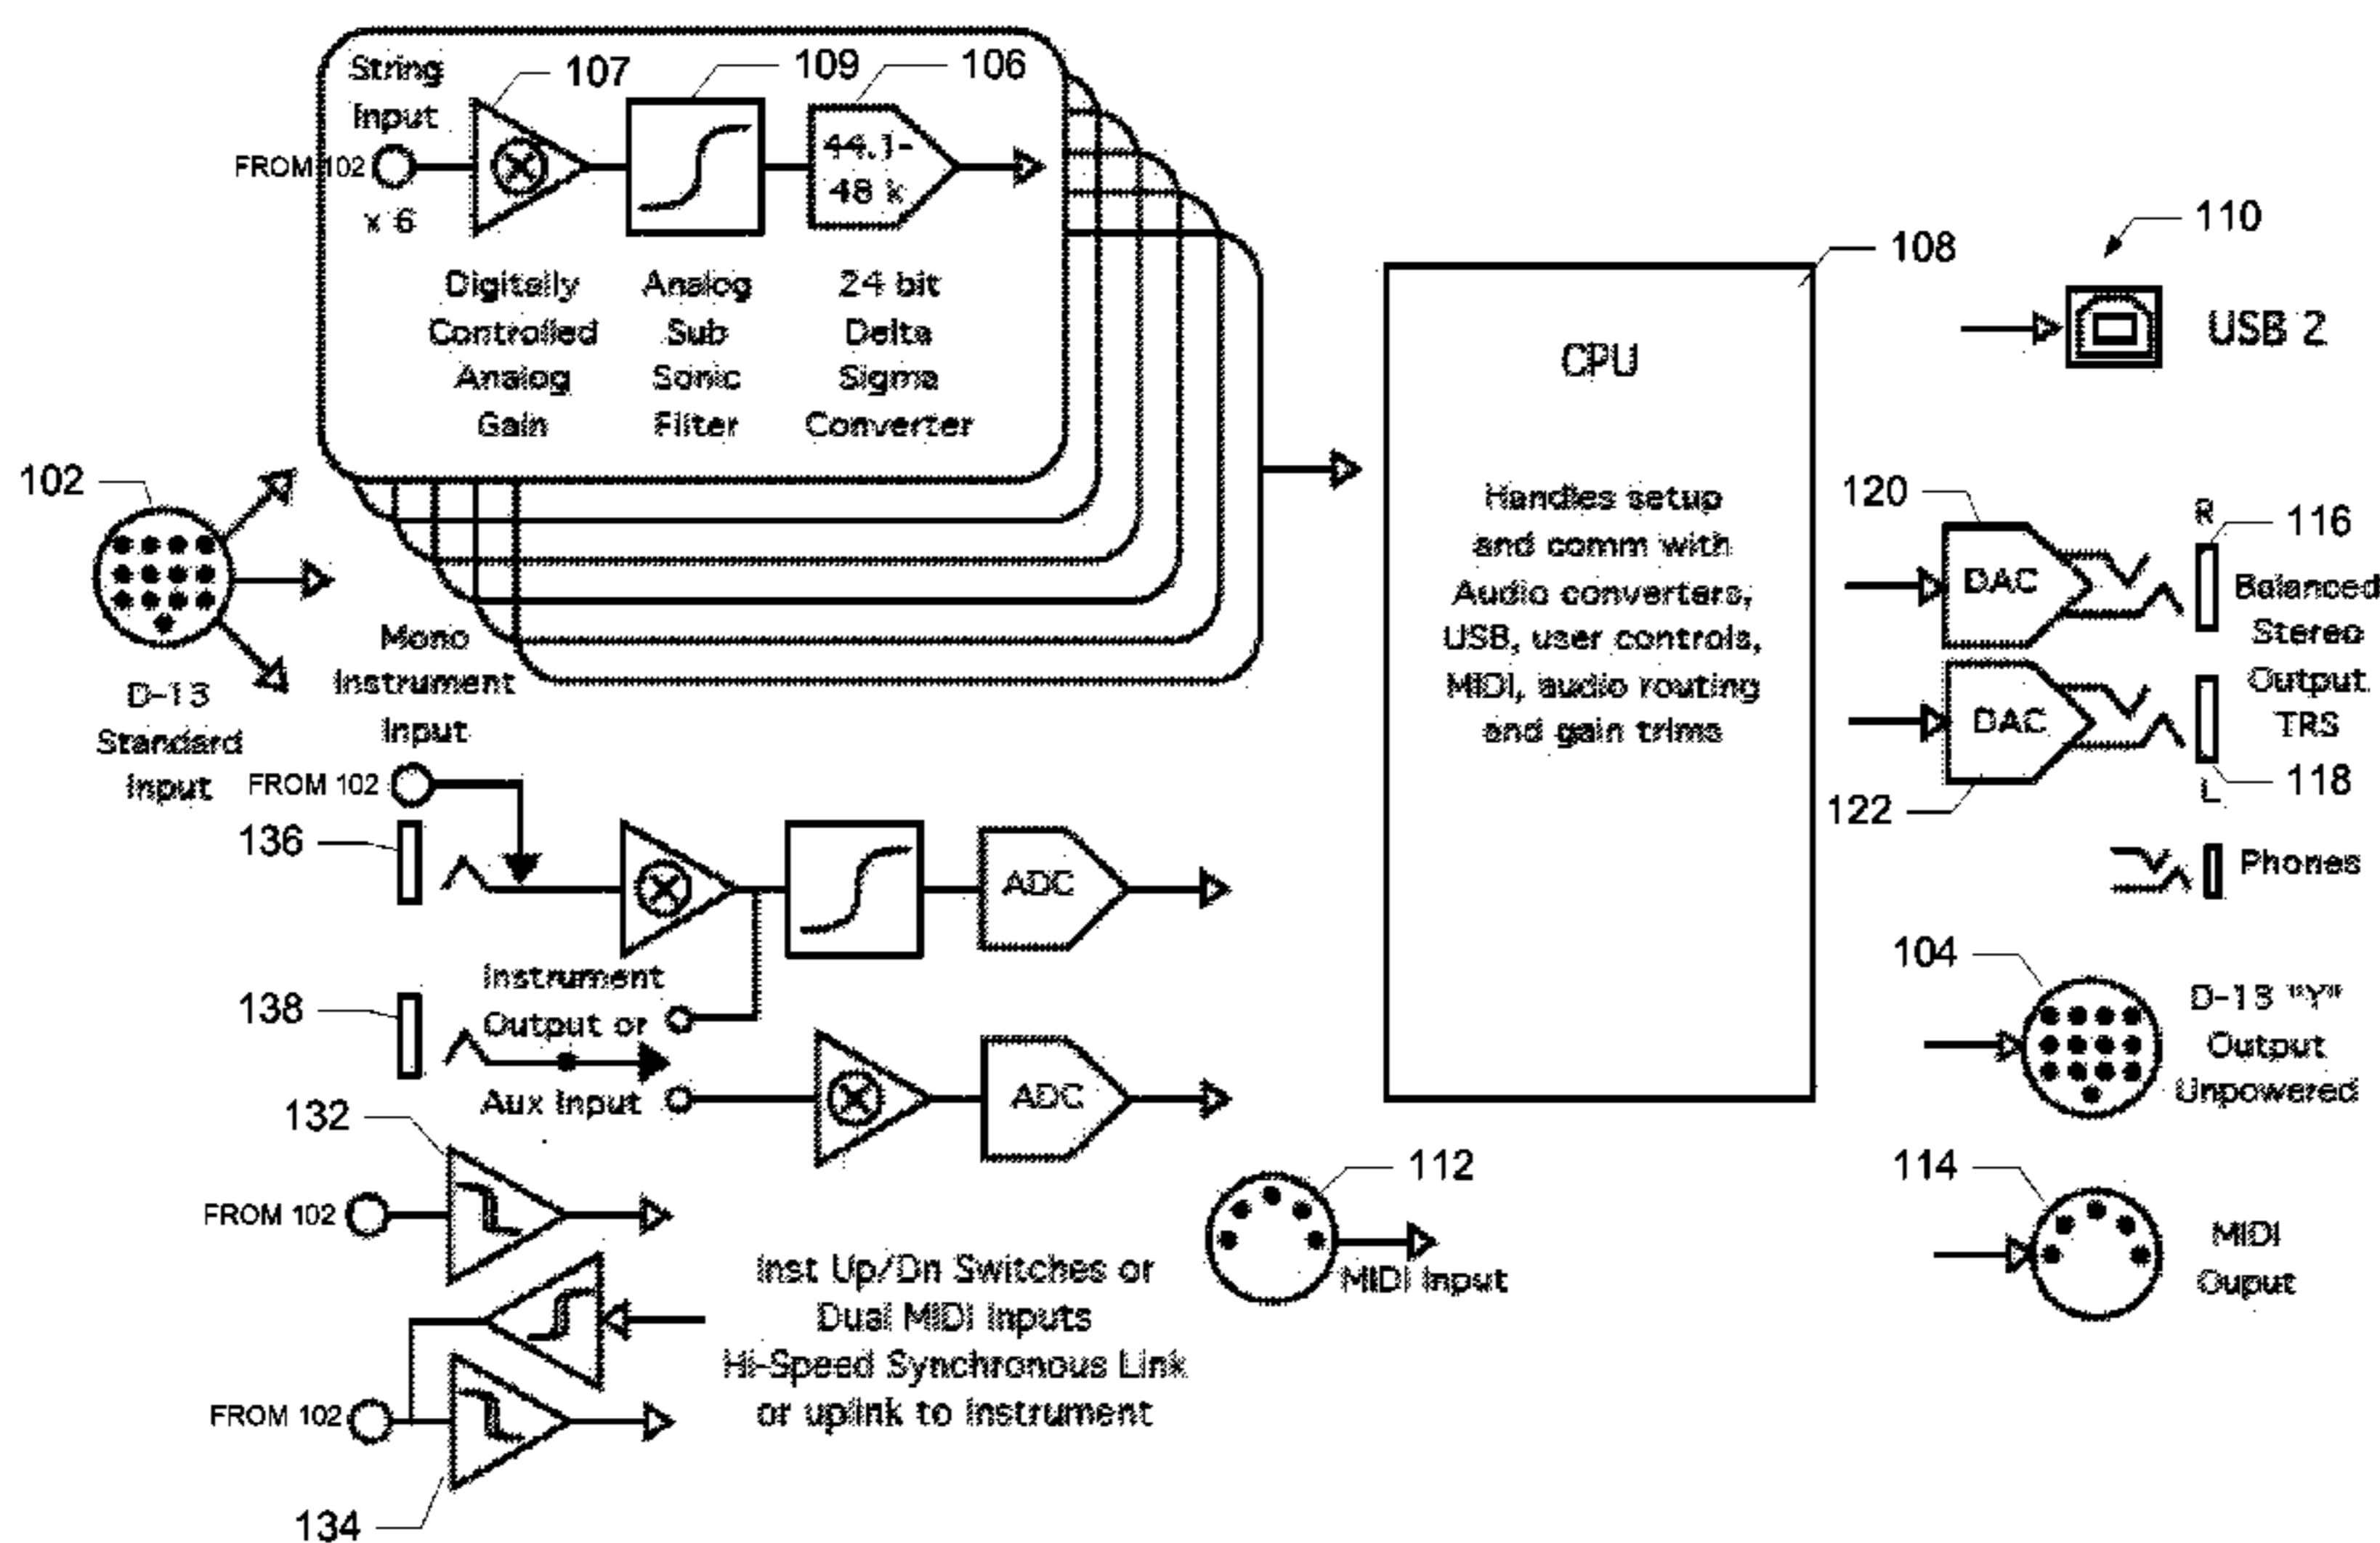 String
Input
FROM 102
x 6
107
109
106
44.1-
48 k
Digitally
Controlled
Analog
Gain
Analog
Sub
Sonic
Filter
24 bit
Delta
Sigma
Converter
102
D-13
Standard
Input
Mono
Instrument
Input
FROM 102
136
ADC
138
Instrument
Output or
Aux Input
ADC
132
FROM 102
FROM 102
134
Inst Up/Dn Switches or
Dual MIDI Inputs
Hi-Speed Synchronous Link
or uplink to Instrument
112
MIDI Input
108
CPU
Handles setup
and comm with
Audio converters,
USB, user controls,
MIDI, audio routing
and gain trims
110
USB 2
120
DAC
R
116
Balanced
Stereo
Output
TRS
DAC
122
118
L
Phones
104
D-13 "Y"
Output
Unpowered
114
MIDI
Ouput